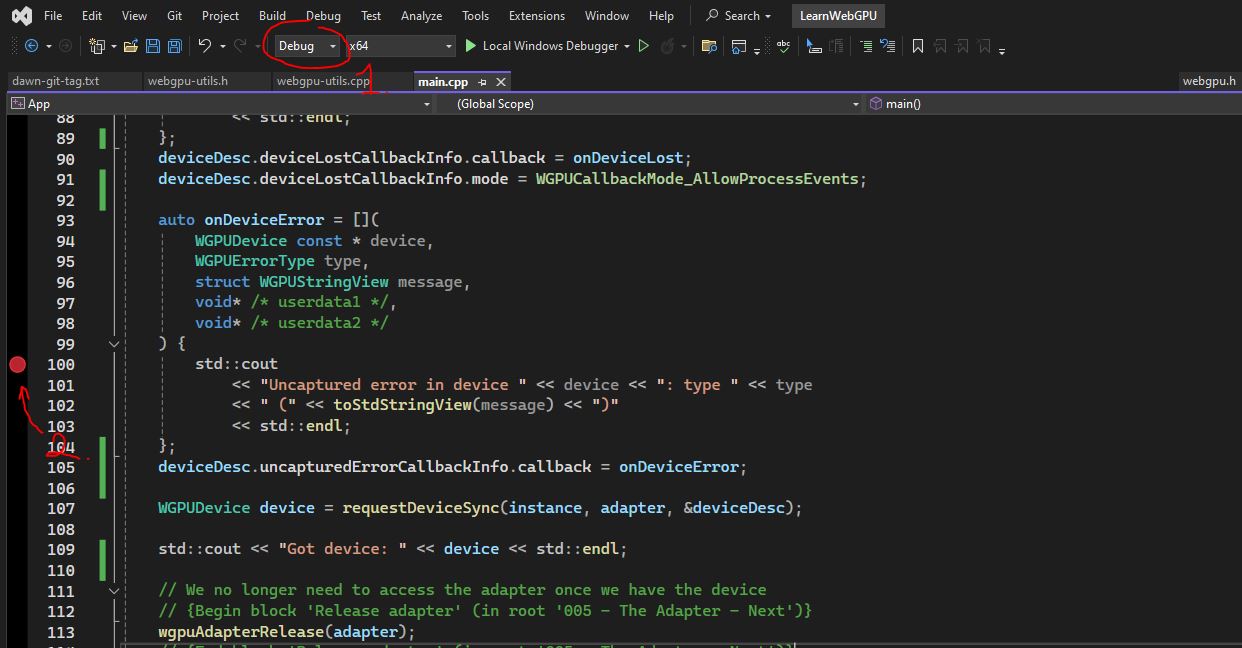 File Edit View Git Project Build Debug Test Analyze Tools Extensions Window Help Search LearnWebGPU
Debug x64 Local Windows Debugger abc
1.
dawn-git-tag.txt webgpu-utils.h webgpu-utils.cpp main.cpp webgpu.h
App (Global Scope) main()
88 << std::endl;
89 };
90 deviceDesc.deviceLostCallbackInfo.callback = onDeviceLost;
91 deviceDesc.deviceLostCallbackInfo.mode = WGPUCallbackMode_AllowProcessEvents;
92
93 auto onDeviceError = [](
94 WGPUDevice const * device,
95 WGPUErrorType type,
96 struct WGPUStringView message,
97 void* /* userdata1 */,
98 void* /* userdata2 */
99 ) {
100 std::cout
101 << "Uncaptured error in device " << device << ": type " << type
102 << " (" << toStdStringView(message) << ")"
103 << std::endl;
2.
104 };
105 deviceDesc.uncapturedErrorCallbackInfo.callback = onDeviceError;
106
107 WGPUDevice device = requestDeviceSync(instance, adapter, &deviceDesc);
108
109 std::cout << "Got device: " << device << std::endl;
110
111 // We no longer need to access the adapter once we have the device
112 // {Begin block 'Release adapter' (in root '005 - The Adapter - Next')}
113 wgpuAdapterRelease(adapter);